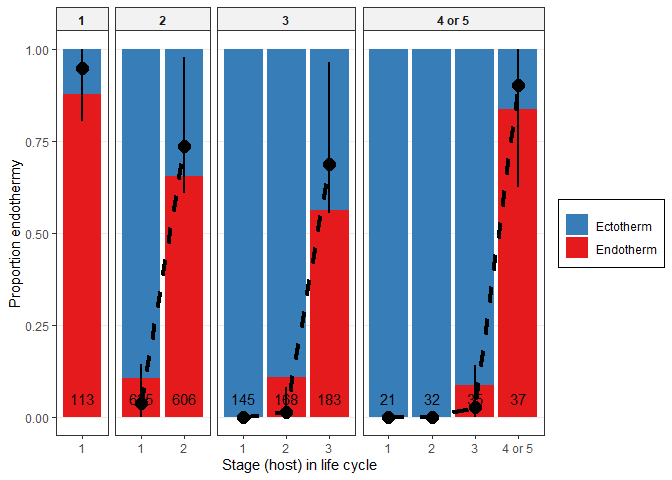 1 2 3 4 or 5
1.00
0.75
0.50
0.25
0.00
Proportion endothermy
113 606 145 168 183 21 32 37
1 1 2 1 2 3 1 2 3 4 or 5
Stage (host) in life cycle
Ectotherm
Endotherm